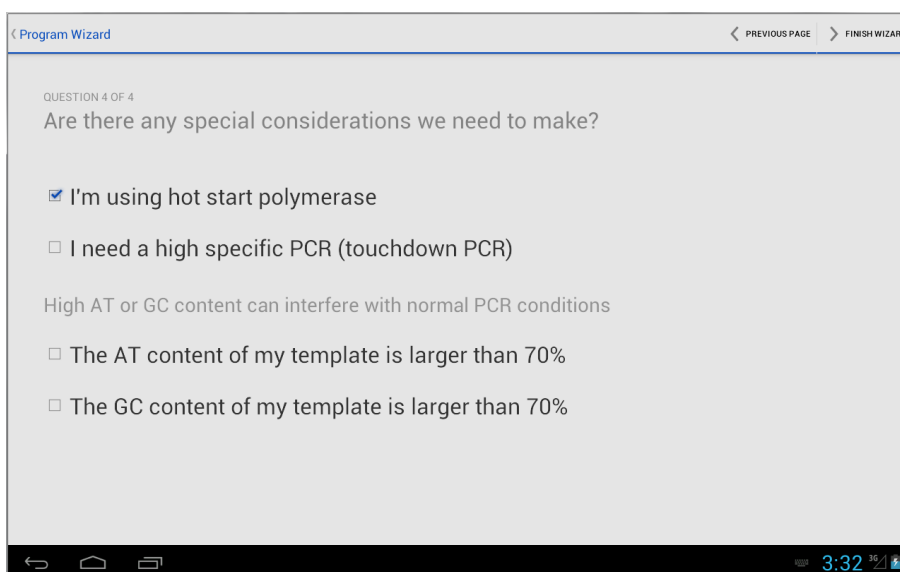 Program Wizard
PREVIOUS PAGE
FINISH WIZAR
QUESTION 4 OF 4
Are there any special considerations we need to make?
I'm using hot start polymerase
I need a high specific PCR (touchdown PCR)
High AT or GC content can interfere with normal PCR conditions
The AT content of my template is larger than 70%
The GC content of my template is larger than 70%
3:32 3G